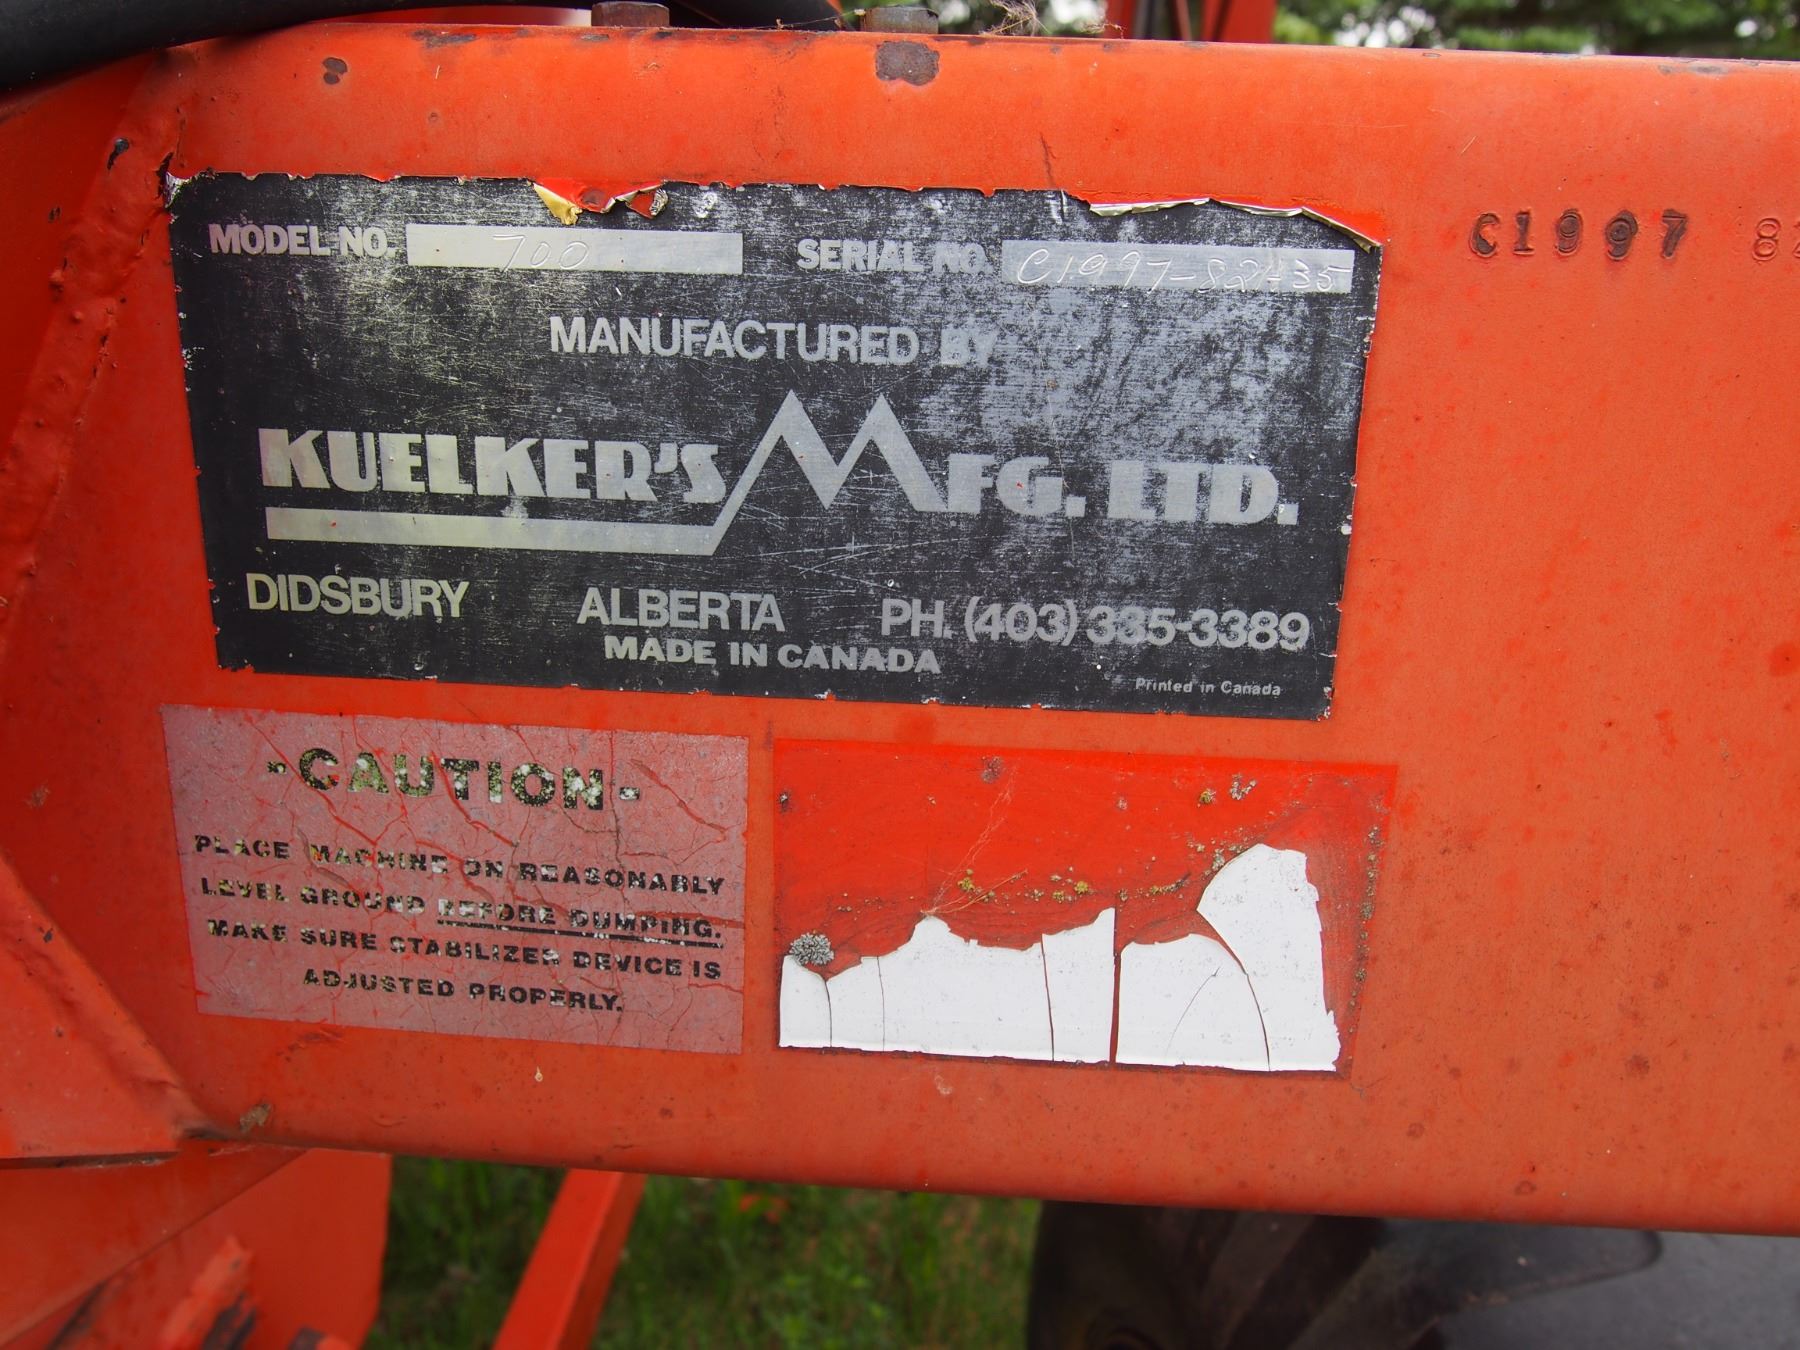 MODEL NO. 700 SERIAL NO. C1997-82H35
MANUFACTURED BY
KUELKER'S MFG. LTD.
DIDSBURY ALBERTA PH. (403) 335-3389
MADE IN CANADA
Printed in Canada
C1997 82
-CAUTION-
PLACE MACHINE ON REASONABLY
LEVEL GROUND BEFORE DUMPING.
MAKE SURE STABILIZER DEVICE IS
ADJUSTED PROPERLY.